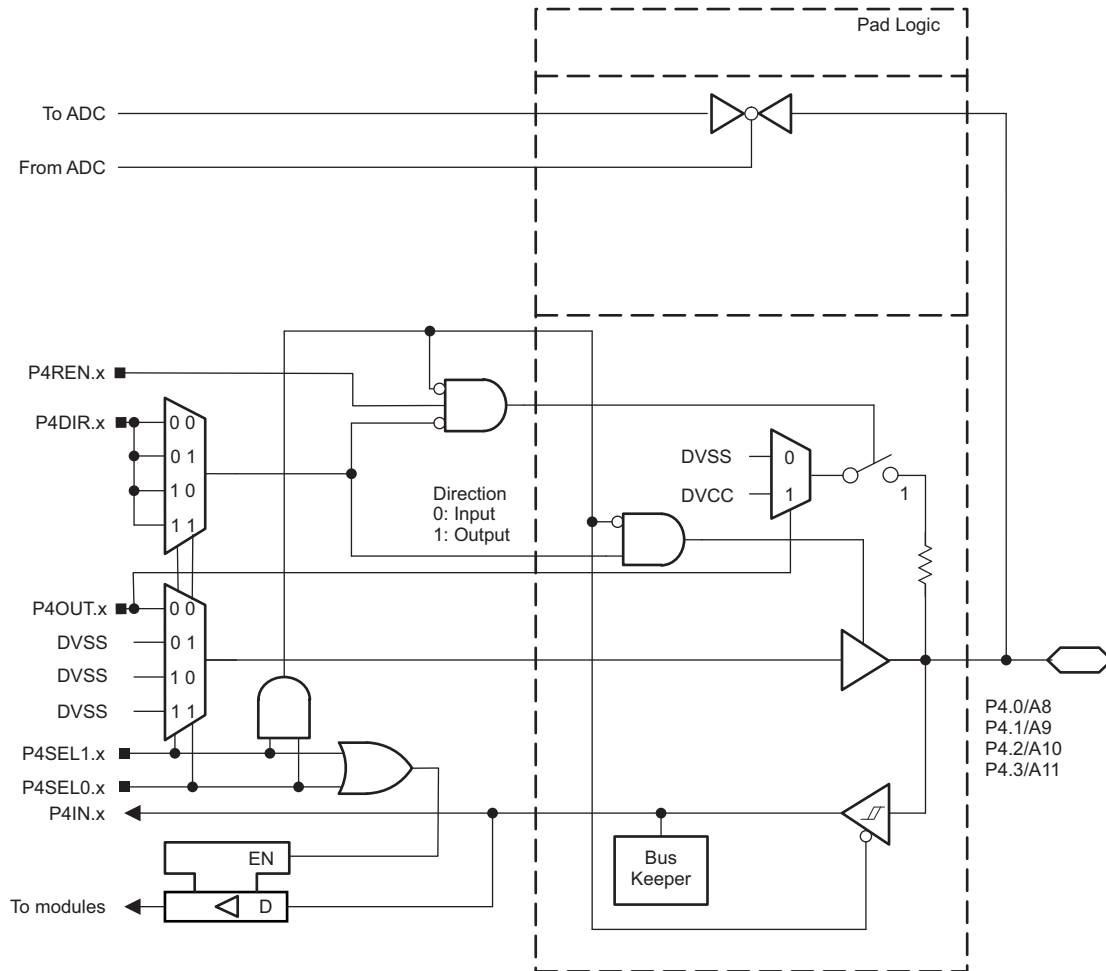 Pad Logic
To ADC
From ADC
P4REN.x
P4DIR.x
0 0
0 1
1 0
1 1
Direction
0: Input
1: Output
DVSS
DVCC
0
1
1
P4OUT.x
DVSS
DVSS
DVSS
0 0
0 1
1 0
1 1
P4SEL1.x
P4SEL0.x
P4IN.x
P4.0/A8
P4.1/A9
P4.2/A10
P4.3/A11
Bus
Keeper
EN
D
To modules